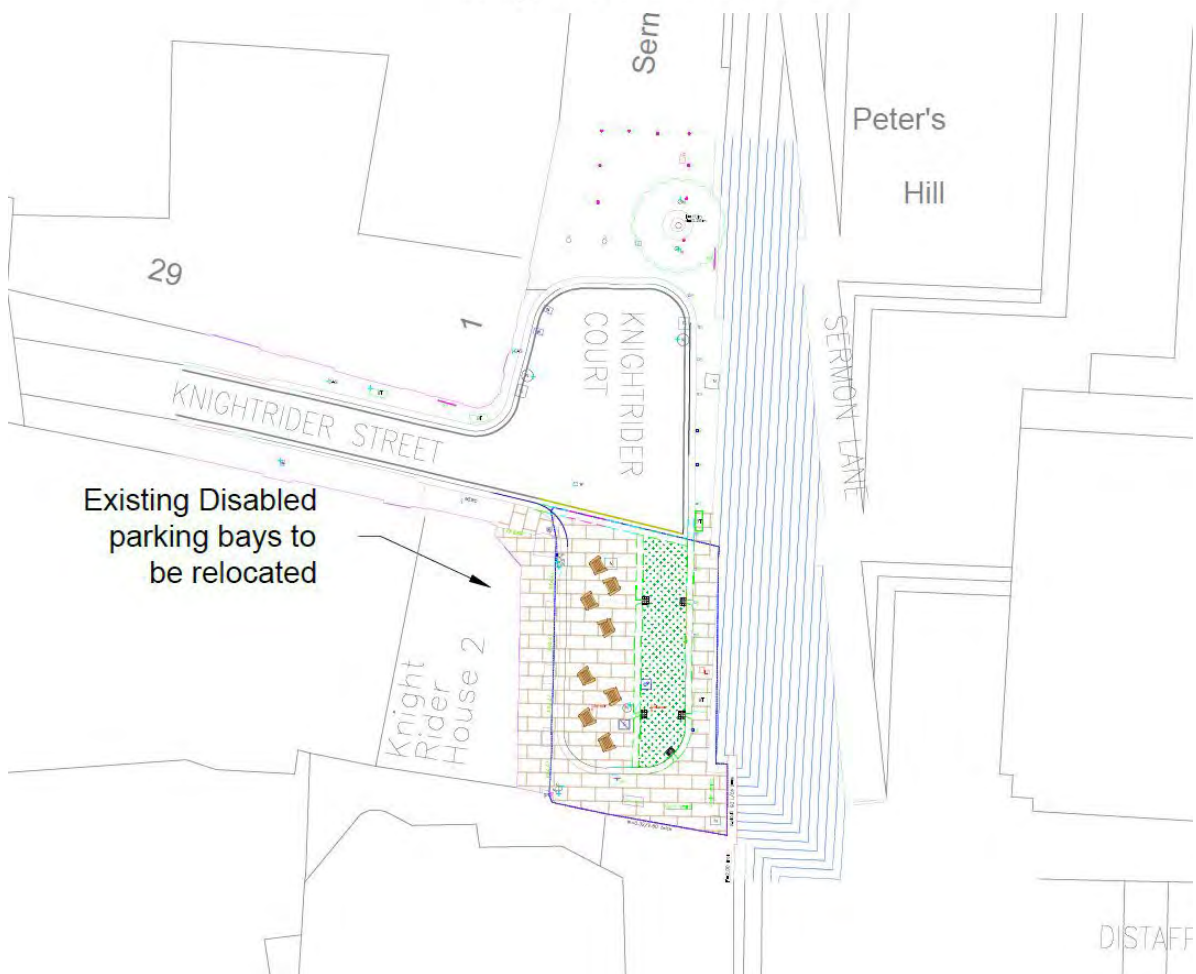 Sern
Peter's
Hill
29
1
KNIGHTRIDER
COURT
SERMON LANE
KNIGHTRIDER STREET
Existing Disabled
parking bays to
be relocated
Knight
Rider
House 2
DISTAFF